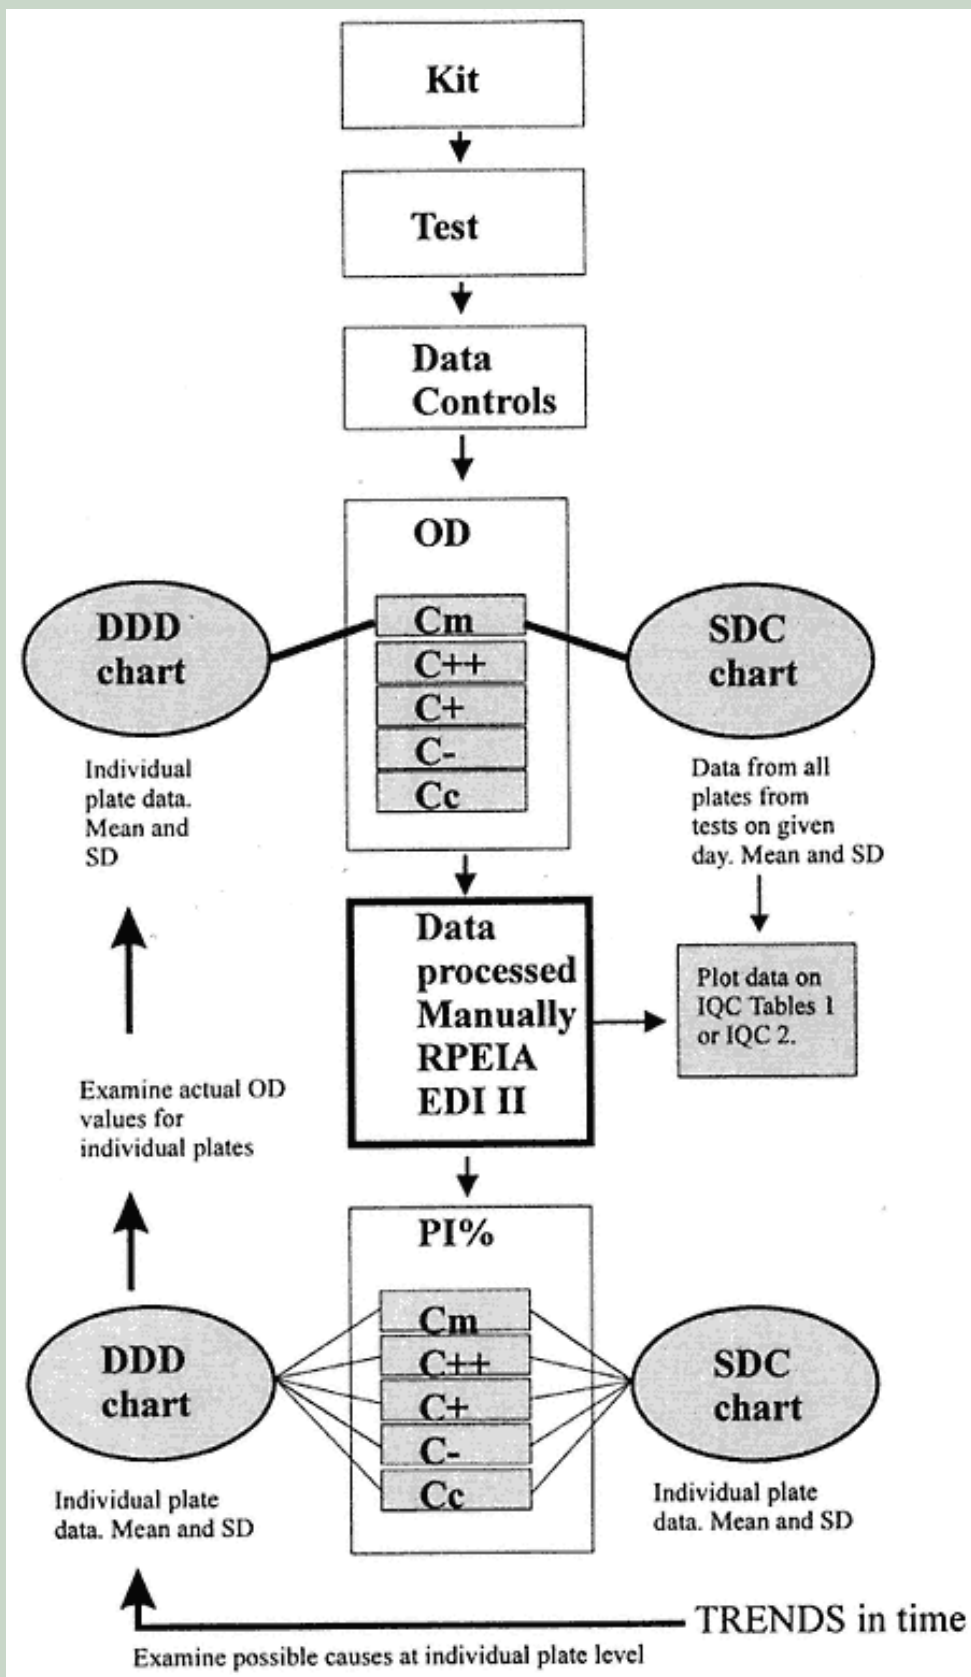 Kit
Test
Data
Controls
OD
Cm
C++
C+
C-
Cc
DDD
chart
SDC
chart
Individual
plate data.
Mean and
SD
Data from all
plates from
tests on given
day. Mean and SD
Data
processed
Manually
RPEIA
EDI II
Plot data on
IQC Tables 1
or IQC 2.
Examine actual OD
values for
individual plates
PI%
Cm
C++
C+
C-
Cc
DDD
chart
SDC
chart
Individual plate
data. Mean and SD
Individual plate
data. Mean and SD
TRENDS in time
Examine possible causes at individual plate level